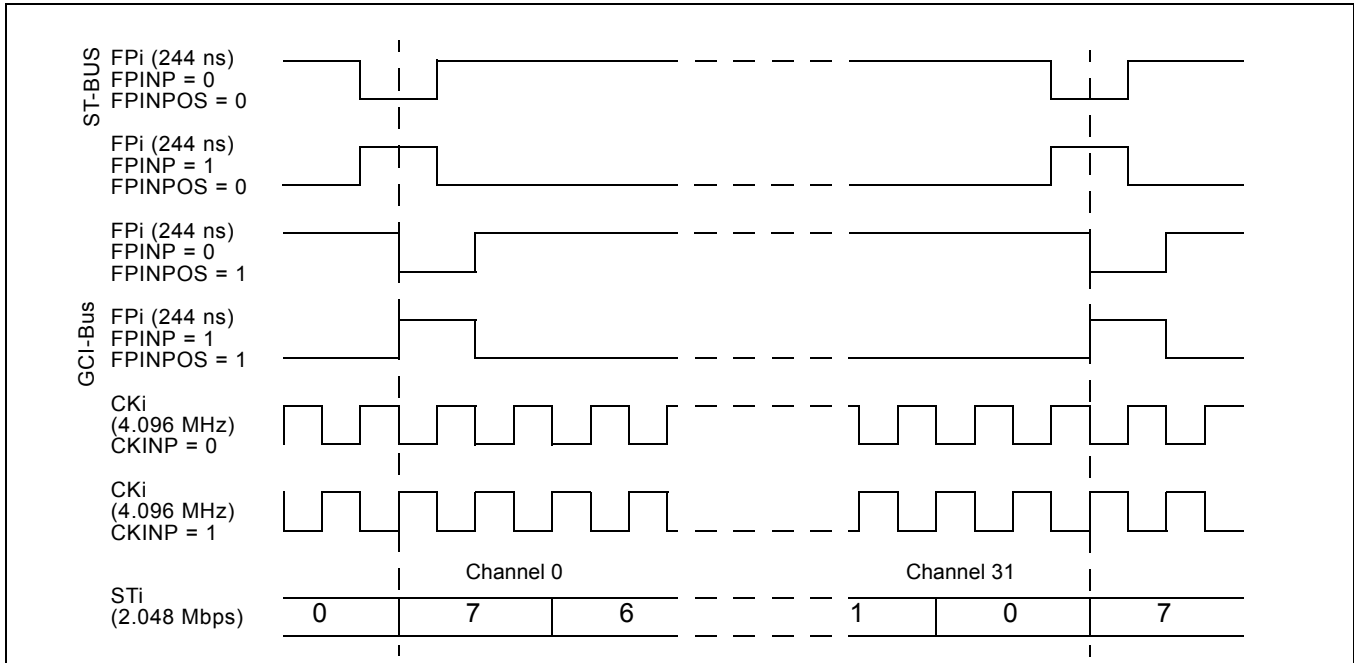 ST-BUS
FPi (244 ns)
FPINP = 0
FPINPOS = 0
FPi (244 ns)
FPINP = 1
FPINPOS = 0
GCI-Bus
FPi (244 ns)
FPINP = 0
FPINPOS = 1
FPi (244 ns)
FPINP = 1
FPINPOS = 1
CKi
(4.096 MHz)
CKINP = 0
CKi
(4.096 MHz)
CKINP = 1
Channel 0 Channel 31
STi
(2.048 Mbps)
0 7 6 1 0 7